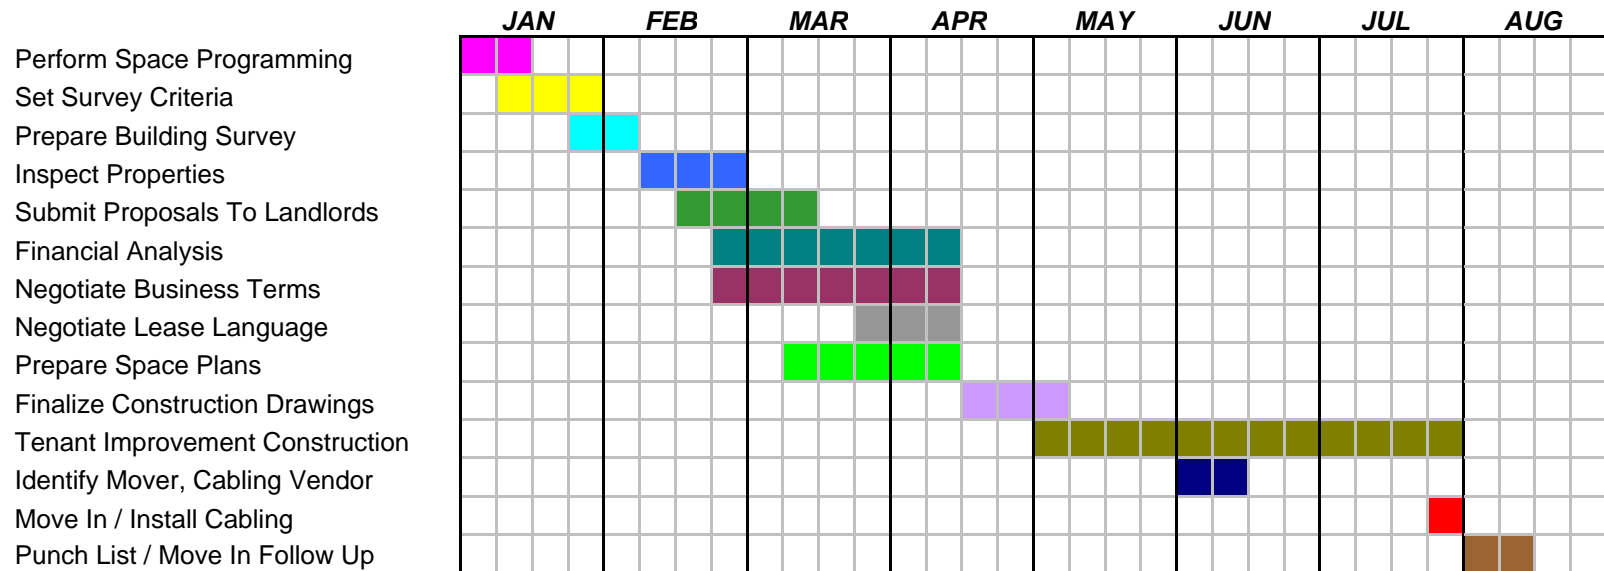 JAN FEB MAR APR MAY JUN JUL AUG
Perform Space Programming
Set Survey Criteria
Prepare Building Survey
Inspect Properties
Submit Proposals To Landlords
Financial Analysis
Negotiate Business Terms
Negotiate Lease Language
Prepare Space Plans
Finalize Construction Drawings
Tenant Improvement Construction
Identify Mover, Cabling Vendor
Move In / Install Cabling
Punch List / Move In Follow Up